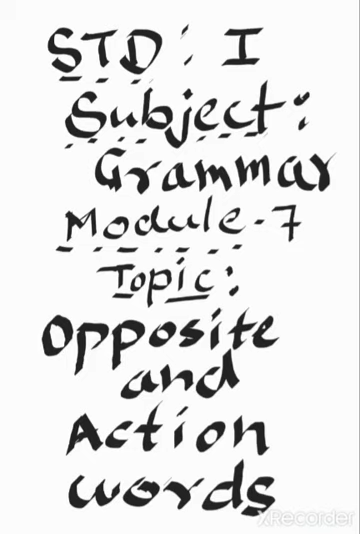 STD: I
Subject:
Grammar
Module-7
Topic:
Opposite
and
Action
words
XRecorder